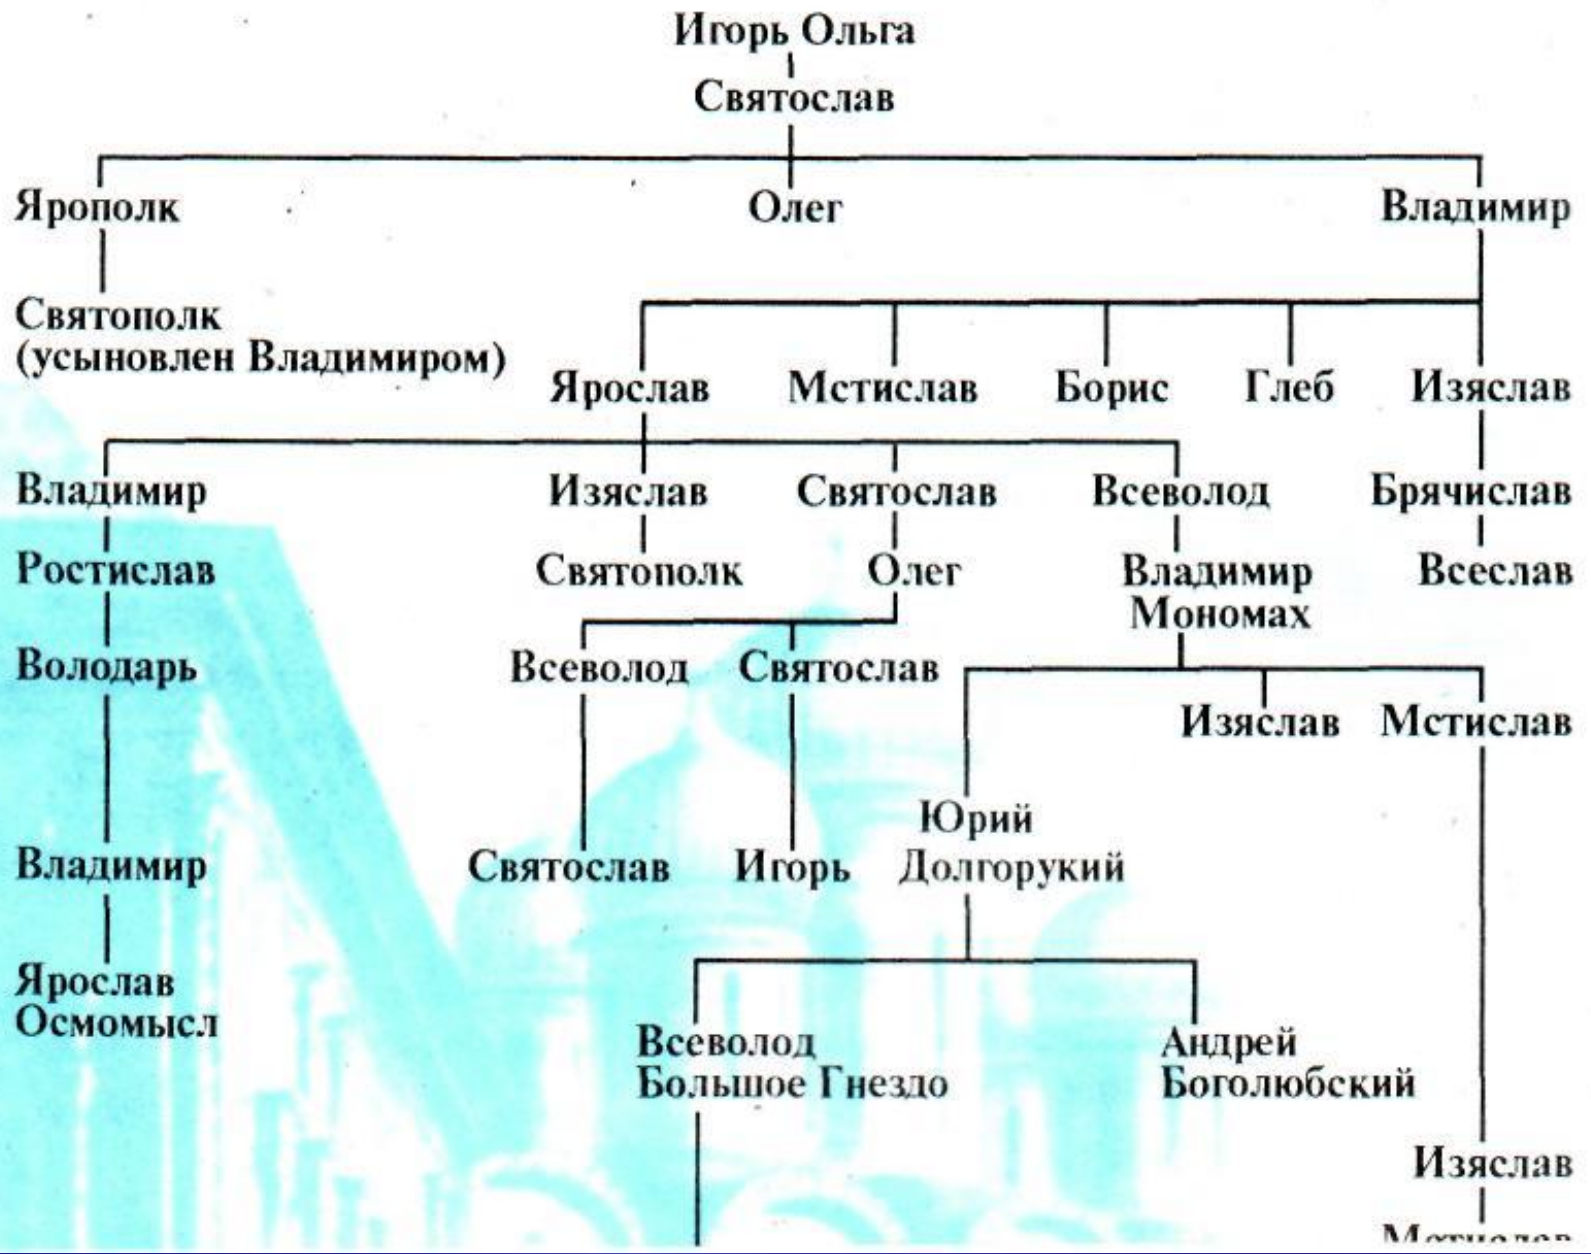 Игорь Ольга
Святослав
Ярополк Олег Владимир
Святополк
(усыновлен Владимиром)
Ярослав Мстислав Борис Глеб Изяслав
Владимир Изяслав Святослав Всеволод Брячислав
Ростислав Святополк Олег Владимир Всеслав
Мономах
Володарь Всеволод Святослав
Изяслав Мстислав
Юрий
Владимир Святослав Игорь Долгорукий
Ярослав
Осмомысл
Всеволод Андрей
Большое Гнездо Боголюбский
Изяслав